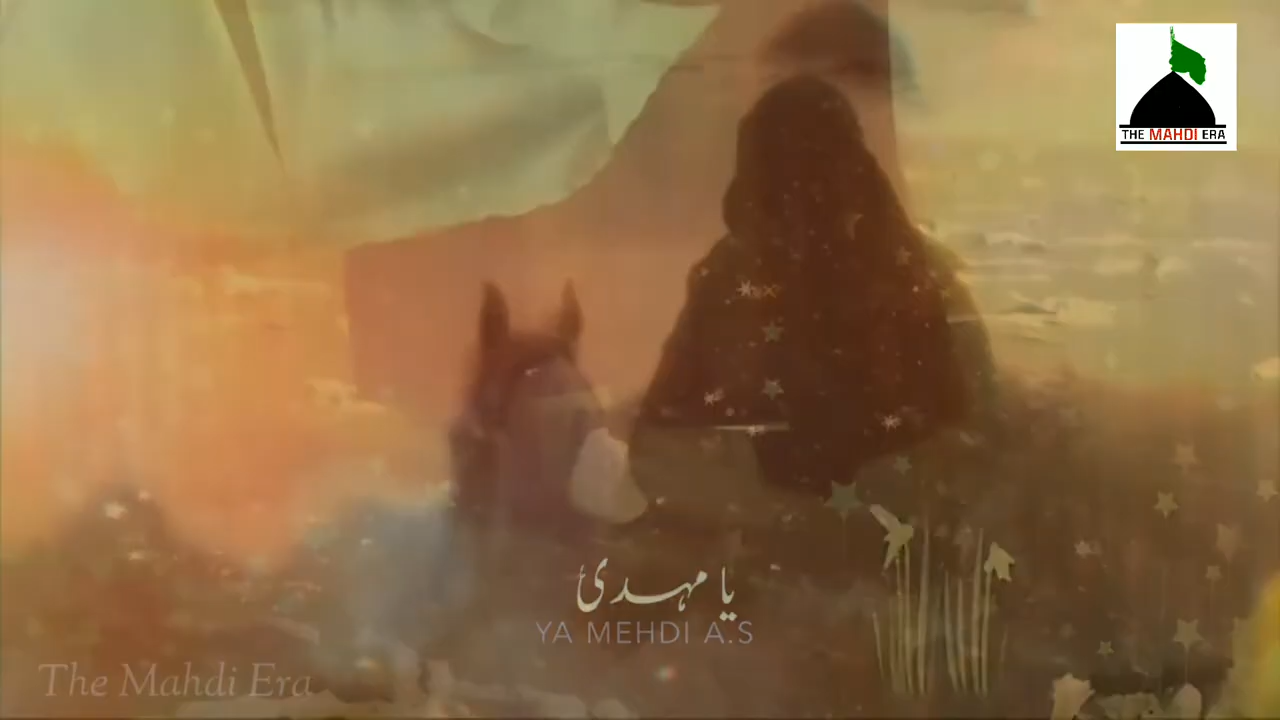 THE MAHDI ERA
یا مہدیؑ
YA MEHDI A.S
The Mahdi Era